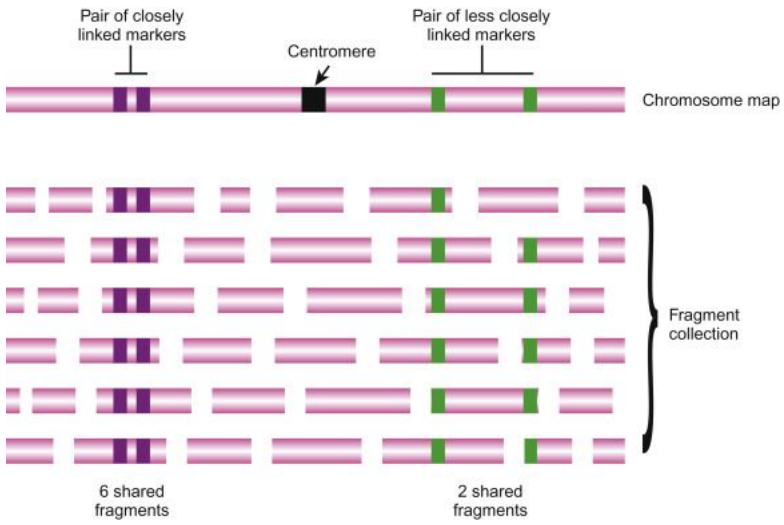 Pair of closely
linked markers
Pair of less closely
linked markers
Centromere
Chromosome map
Fragment
collection
6 shared
fragments
2 shared
fragments